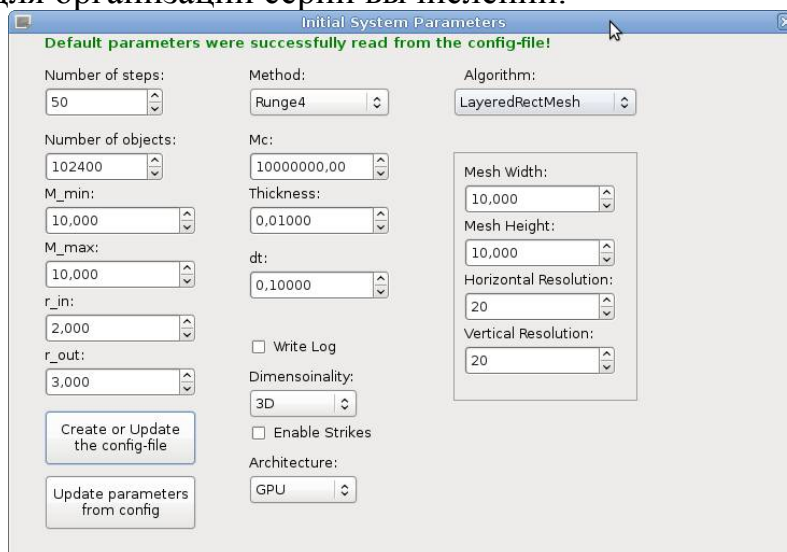 для организации серии вычислений.
Initial System Parameters
Default parameters were successfully read from the config-file!
Number of steps:
50
Number of objects:
102400
M_min:
10,000
M_max:
10,000
r_in:
2,000
r_out:
3,000
Create or Update
the config-file
Update parameters
from config
Method:
Runge4
Mc:
10000000,00
Thickness:
0,01000
dt:
0,10000
Write Log
Dimensoinality:
3D
Enable Strikes
Architecture:
GPU
Algorithm:
LayeredRectMesh
Mesh Width:
10,000
Mesh Height:
10,000
Horizontal Resolution:
20
Vertical Resolution:
20